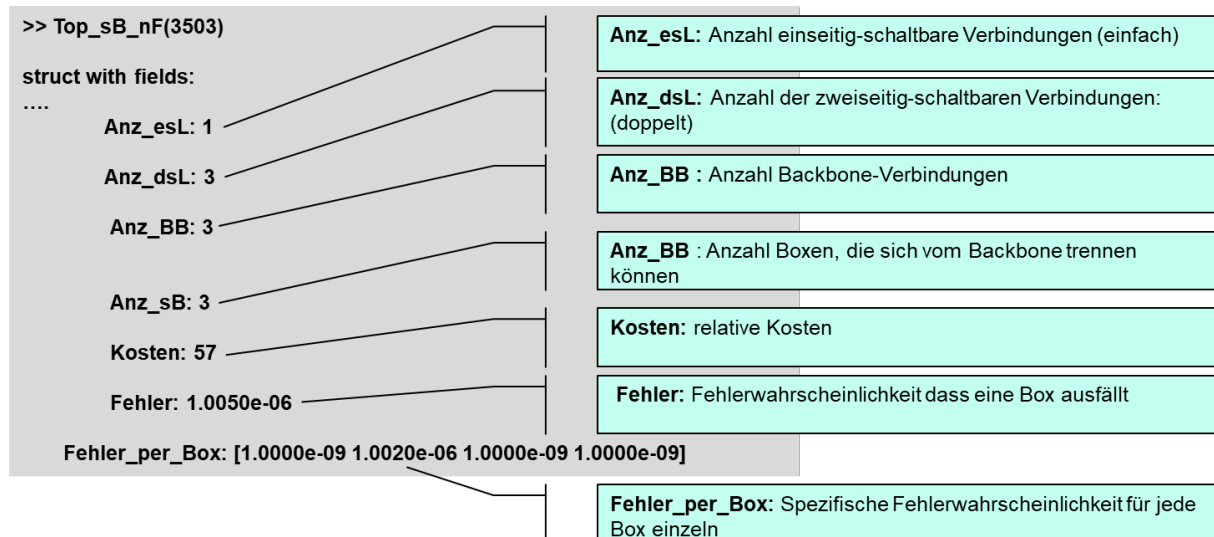 >> Top_sB_nF(3503)
struct with fields:
....
Anz_esL: 1
Anz_dsL: 3
Anz_BB: 3
Anz_sB: 3
Kosten: 57
Fehler: 1.0050e-06
Fehler_per_Box: [1.0000e-09 1.0020e-06 1.0000e-09 1.0000e-09]
Anz_esL: Anzahl einseitig-schaltbare Verbindungen (einfach)
Anz_dsL: Anzahl der zweiseitig-schaltbaren Verbindungen:
(doppelt)
Anz_BB : Anzahl Backbone-Verbindungen
Anz_BB : Anzahl Boxen, die sich vom Backbone trennen
können
Kosten: relative Kosten
Fehler: Fehlerwahrscheinlichkeit dass eine Box ausfällt
Fehler_per_Box: Spezifische Fehlerwahrscheinlichkeit für jede
Box einzeln